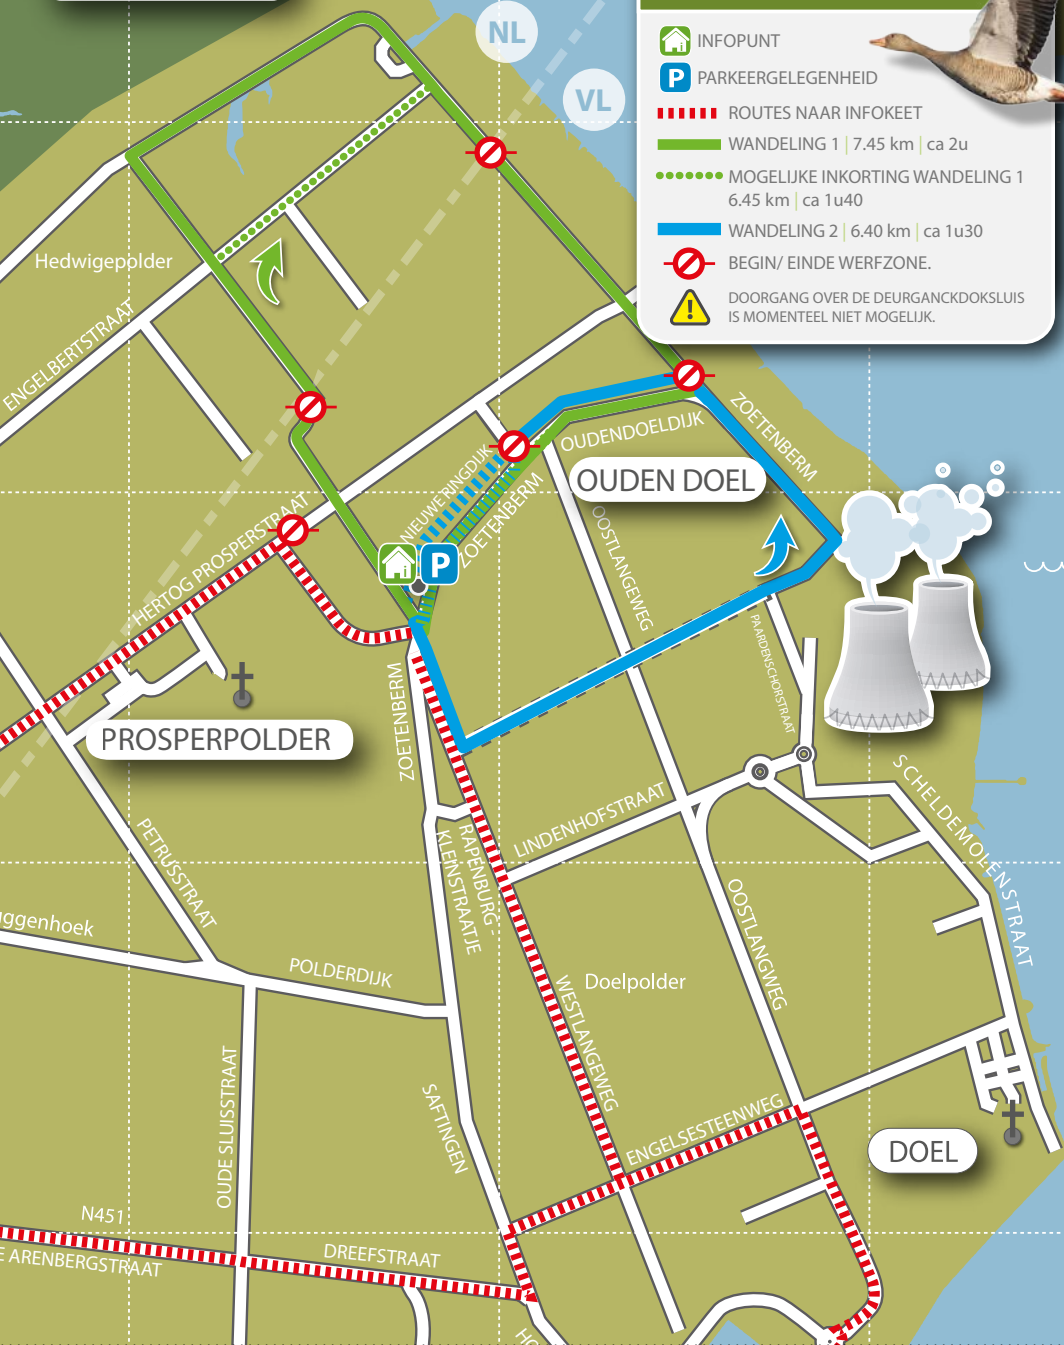 NL
VL
INFOPUNT
P PARKEERGELEGENHEID
ROUTES NAAR INFOKEET
WANDELING 1 | 7.45 km | ca 2u
MOGELIJKE INKORTING WANDELING 1
6.45 km | ca 1u40
WANDELING 2 | 6.40 km | ca 1u30
BEGIN/ EINDE WERFZONE.
DOORGANG OVER DE DEURGANCKDOKSLUIS
IS MOMENTEEL NIET MOGELIJK.
Hedwigepolder
ENGELBERTSTRAAT
ZOETENBERM
OUDENDOELDIJK
OUDEN DOEL
NIEUWE RINGDIJK
ZOETENBERM
HERTOG PROSPERSTRAAT
P
OOSTLANGEWEG
PAARDENSCHORSTRAAT
PROSPERPOLDER
ZOETENBERM
SCHELDEMOLENSTRAAT
LINDENHOFSTRAAT
PETRUSSTRAAT
RAPENBURG -
KLEINSTRAATJE
OOSTLANGWEG
ggenhoek
POLDERDIJK
Doelpolder
WESTLANGEWEG
OUDE SLUISSTRAAT
SAFTINGEN
ENGELSESTEENWEG
DOEL
N451
E ARENBERGSTRAAT
DREEFSTRAAT
HO